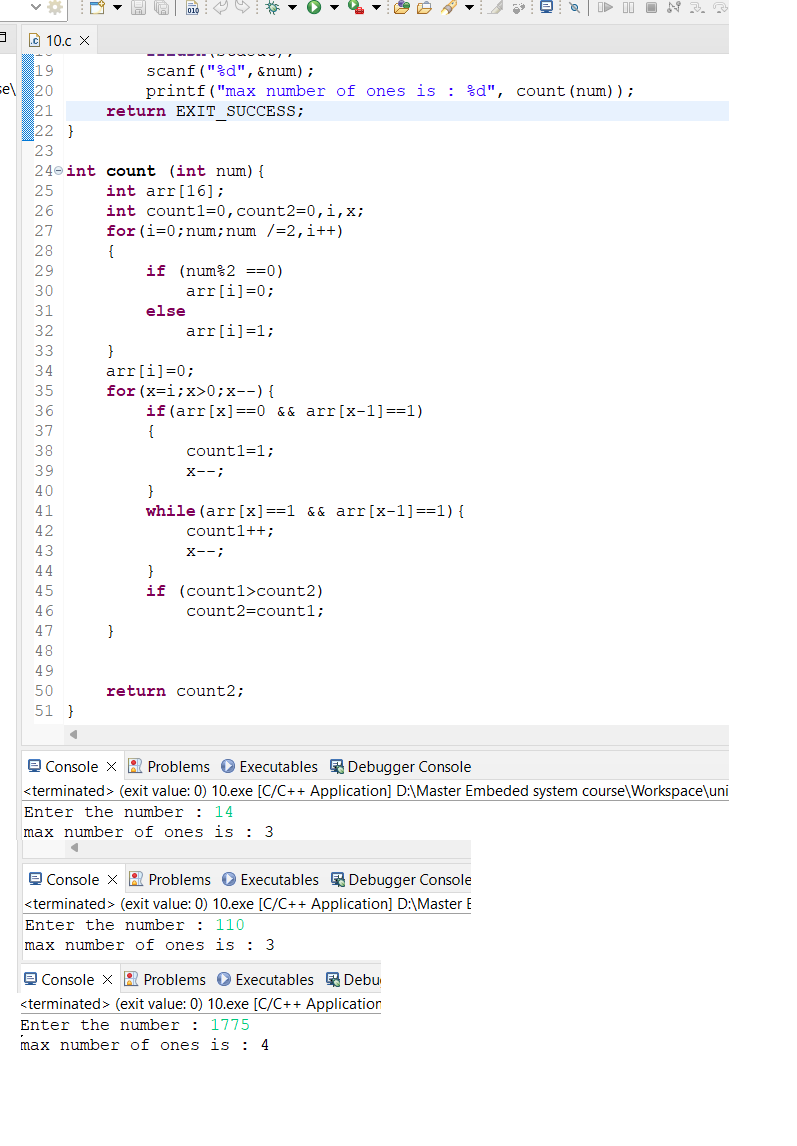 10.c
19 scanf("%d",&num);
se\
20 printf("max number of ones is : %d", count(num));
21 return EXIT_SUCCESS;
22 }
23
24 int count (int num){
25 int arr[16];
26 int count1=0,count2=0,i,x;
27 for(i=0;num;num /=2,i++)
28 {
29 if (num%2 ==0)
30 arr[i]=0;
31 else
32 arr[i]=1;
33 }
34 arr[i]=0;
35 for(x=i;x>0;x--){
36 if(arr[x]==0 && arr[x-1]==1)
37 {
38 count1=1;
39 x--;
40 }
41 while(arr[x]==1 && arr[x-1]==1){
42 count1++;
43 x--;
44 }
45 if (count1>count2)
46 count2=count1;
47 }
48
49
50 return count2;
51 }
Console Problems Executables Debugger Console
<terminated> (exit value: 0) 10.exe [C/C++ Application] D:\Master Embeded system course\Workspace\uni
Enter the number : 14
max number of ones is : 3
Console Problems Executables Debugger Console
<terminated> (exit value: 0) 10.exe [C/C++ Application] D:\Master E
Enter the number : 110
max number of ones is : 3
Console Problems Executables Debu
<terminated> (exit value: 0) 10.exe [C/C++ Application
Enter the number : 1775
max number of ones is : 4